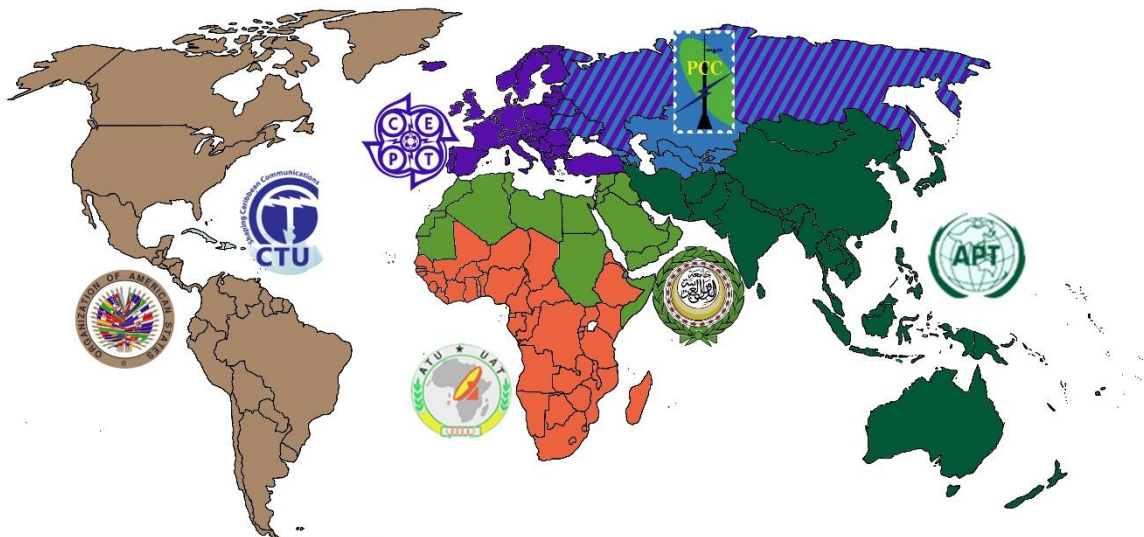 PCC
C E
P T
Shaping Caribbean Communications
CTU
ORGANIZATION OF AMERICAN STATES
APT
ATU ★ UAT